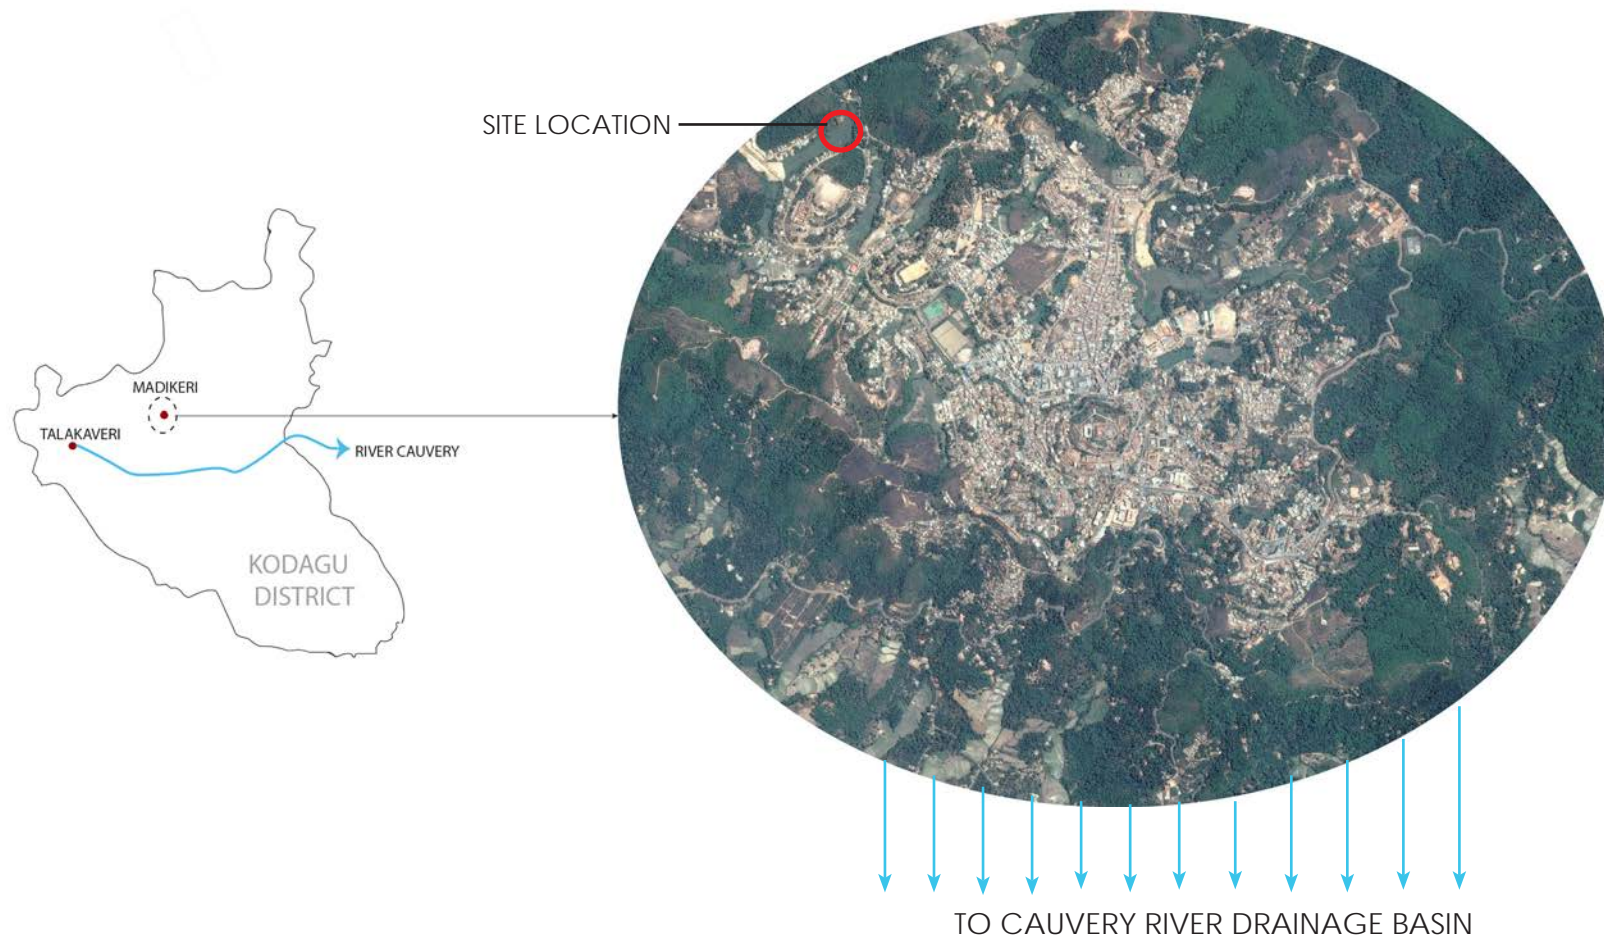 SITE LOCATION
MADIKERI
TALAKAVERI
RIVER CAUVERY
KODAGU
DISTRICT
TO CAUVERY RIVER DRAINAGE BASIN